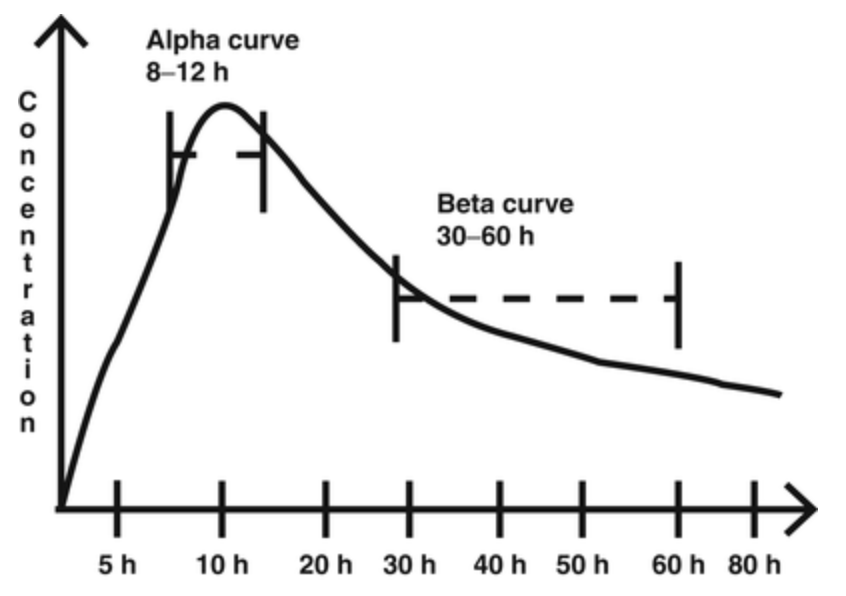 Alpha curve
8–12 h
Concentration
Beta curve
30–60 h
5 h 10 h 20 h 30 h 40 h 50 h 60 h 80 h